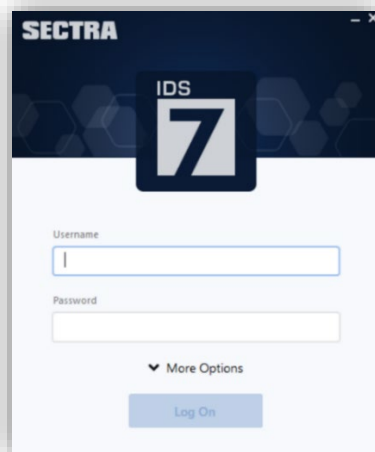 SECTRA
IDS
7
Username
Password
More Options
Log On